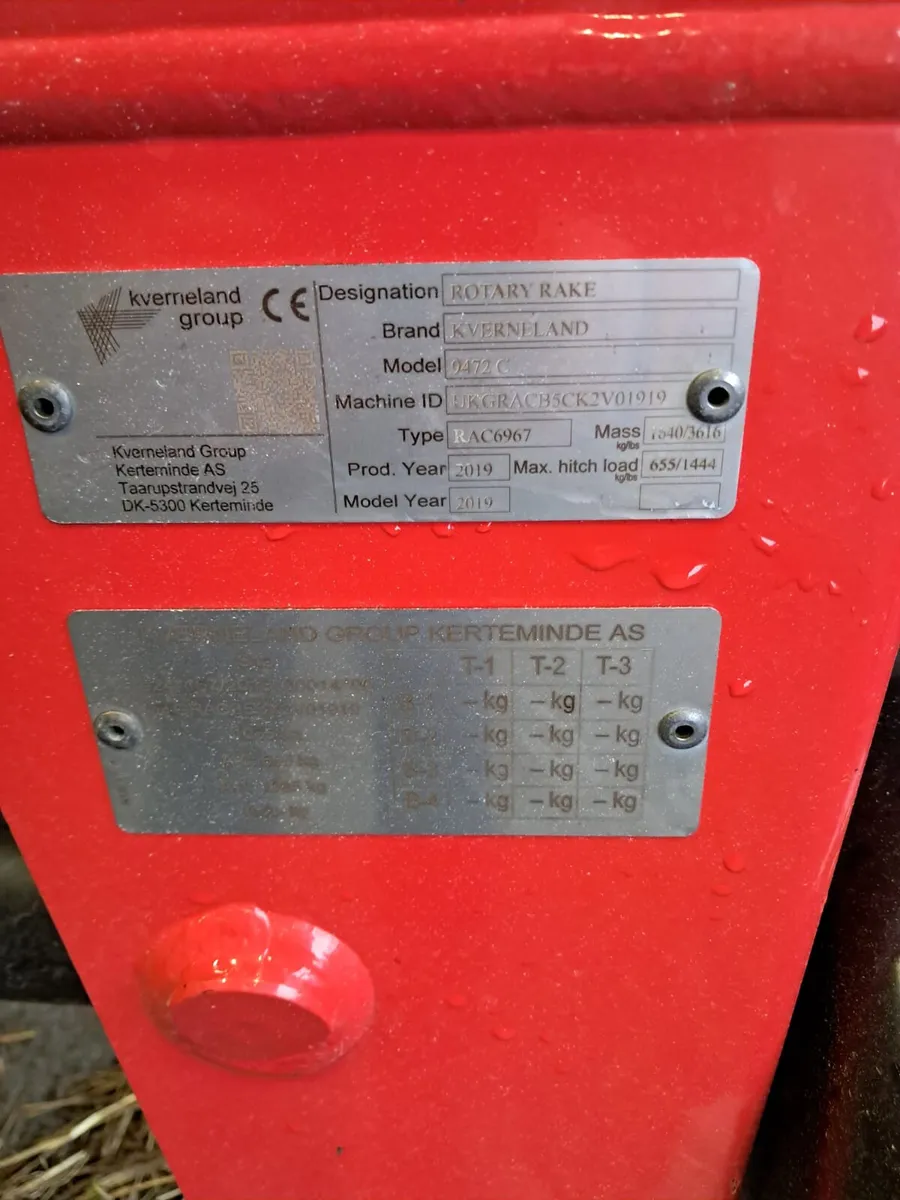 kverneland
group
CE
Kverneland Group
Kerteminde AS
Taarupstrandvej 25
DK-5300 Kerteminde
Designation ROTARY RAKE
Brand KVERNELAND
Model 9472 C
Machine ID UKGRACB5CK2V01919
Type RAC6967 Mass kg/lbs 1640/3616
Prod. Year 2019 Max. hitch load kg/lbs 655/1444
Model Year 2019
GROUP KERTEMINDE AS
T-1 T-2 T-3
– kg – kg – kg
– kg – kg – kg
– kg – kg – kg
B-4 – kg – kg – kg